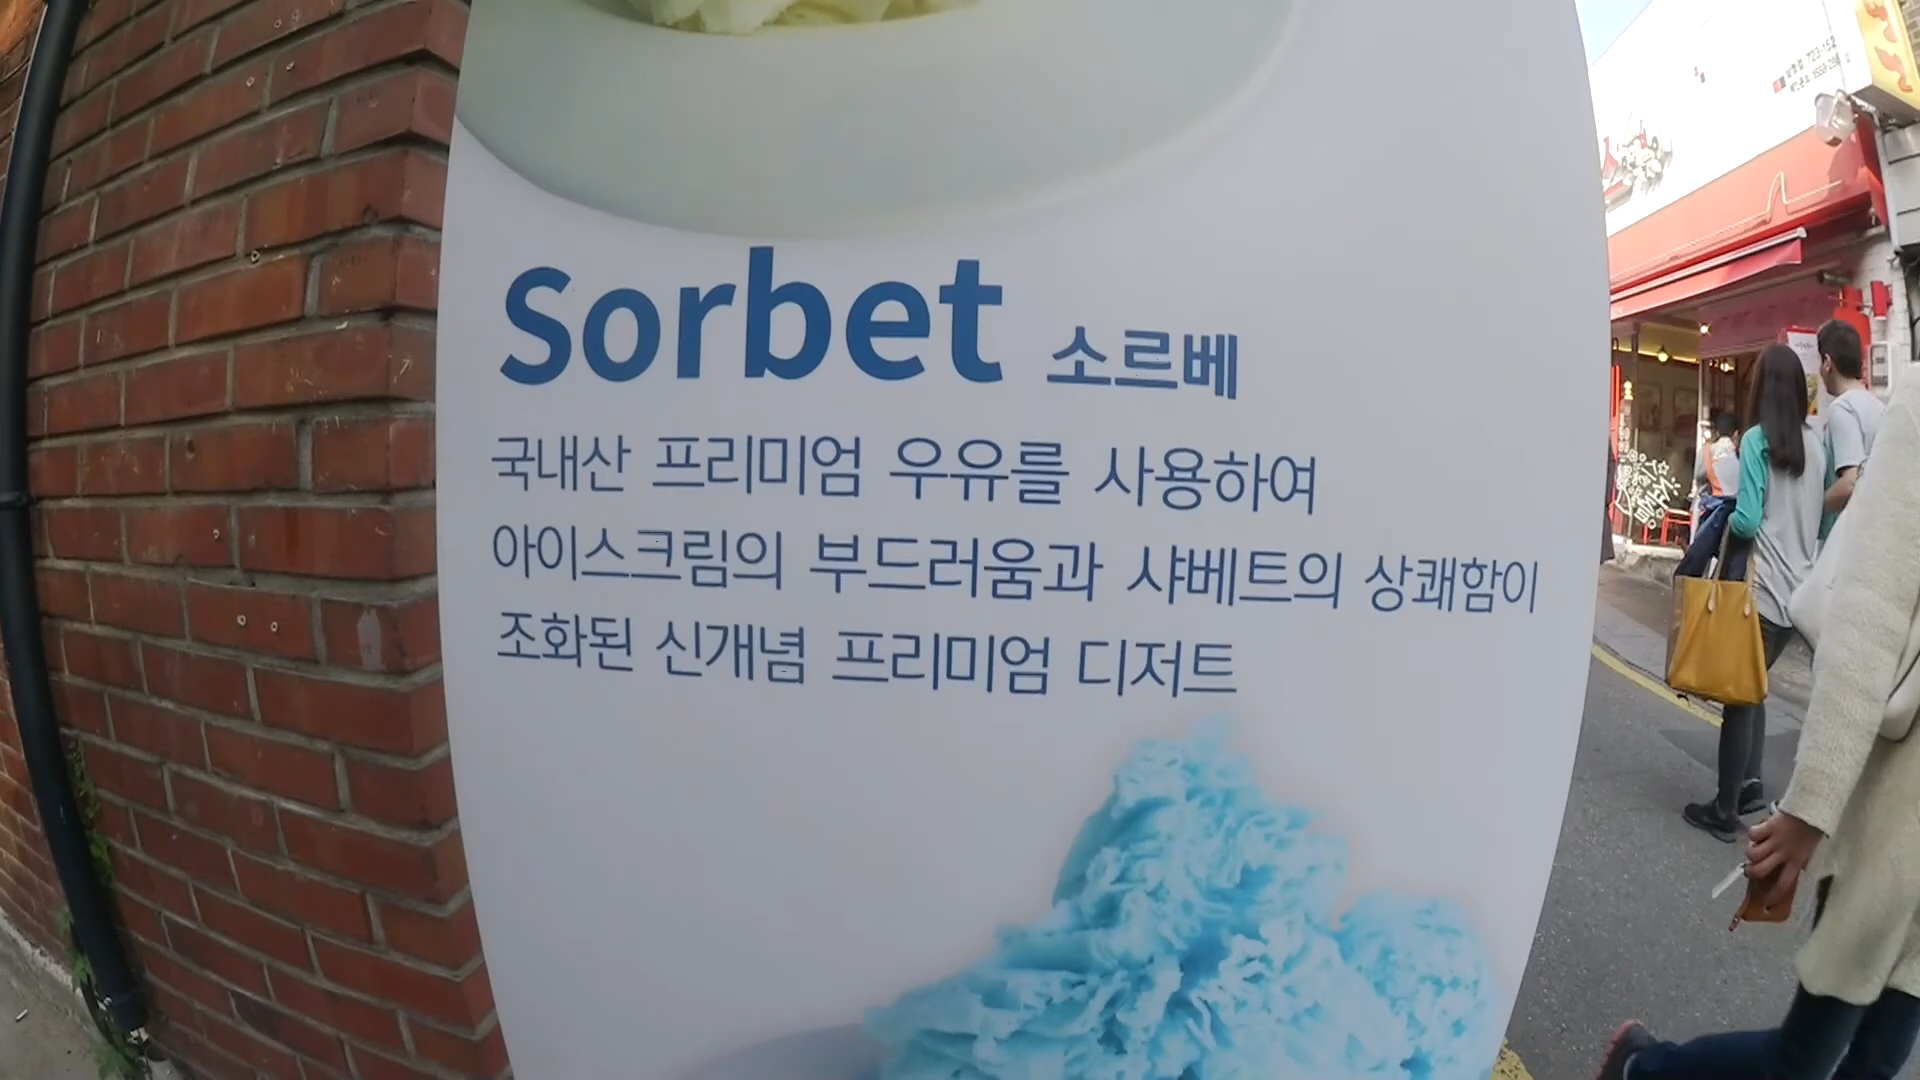 Sorbet 소르베
국내산 프리미엄 우유를 사용하여
아이스크림의 부드러움과 샤베트의 상쾌함이
조화된 신개념 프리미엄 디저트